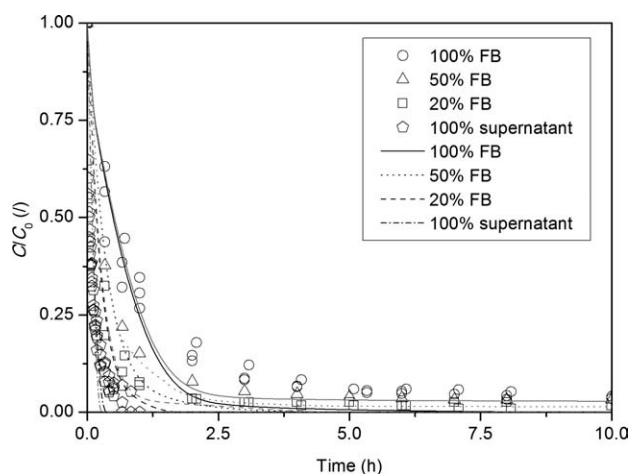 1.00
0.75
0.50
0.25
0.00
C/C0 (/)
0.0
2.5
5.0
7.5
10.0
Time (h)
100% FB
50% FB
20% FB
100% supernatant
100% FB
50% FB
20% FB
100% supernatant